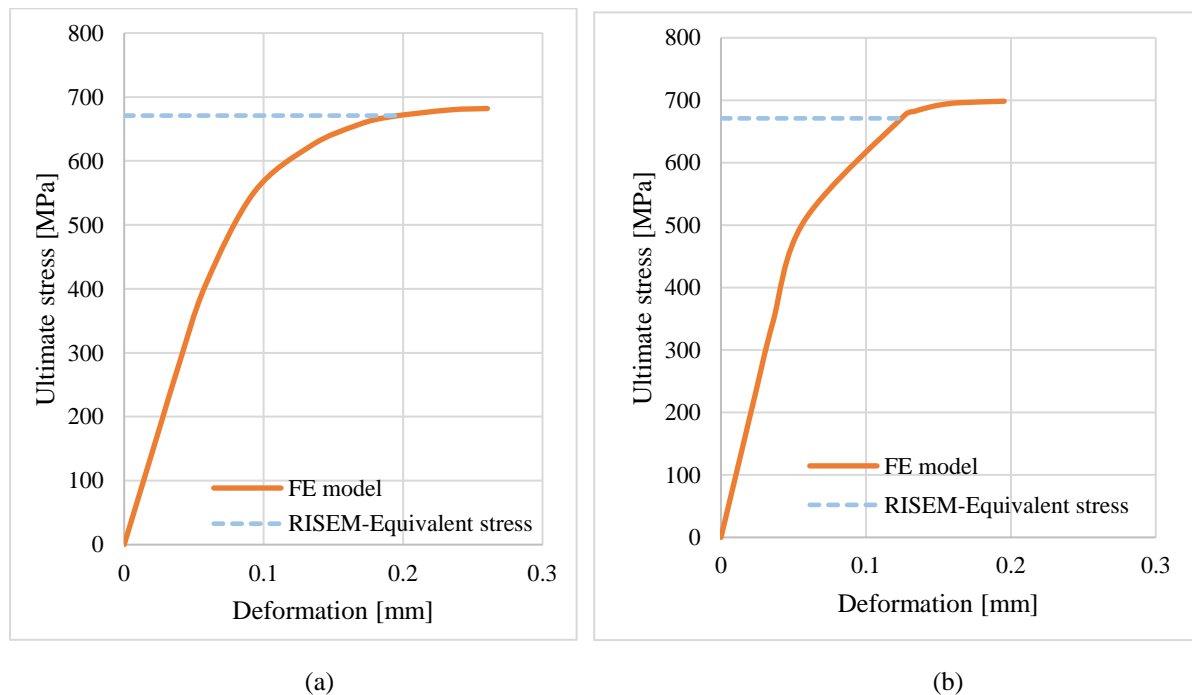 800
700
600
500
400
300
200
100
0
0
0.1
0.2
0.3
Ultimate stress [MPa]
Deformation [mm]
FE model
RISEM-Equivalent stress
(a)
800
700
600
500
400
300
200
100
0
0
0.1
0.2
0.3
Ultimate stress [MPa]
Deformation [mm]
FE model
RISEM-Equivalent stress
(b)